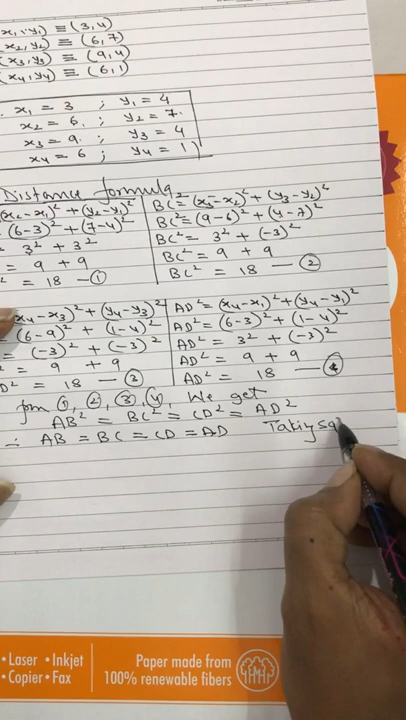 x₁, y₁) ≡ (3, 4)
x₂, y₂) ≡ (6, 7)
(x₃, y₃) ≡ (9, 4)
(x₄, y₄) ≡ (6, 1)
x₁ = 3 ; y₁ = 4
x₂ = 6. ; y₂ = 7.
x₃ = 9. ; y₃ = 4
x₄ = 6 ; y₄ = 1
Distance formula
(x₂-x₁)² + (y₂-y₁)²
(6-3)² + (7-4)²
= 3² + 3²
= 9 + 9
² = 18 — ①
BC² = (x₃-x₂)² + (y₃-y₂)²
BC² = (9-6)² + (4-7)²
BC² = 3² + (-3)²
BC² = 9 + 9
BC² = 18 — ②
x₄-x₃)² + (y₄-y₃)²
(6-9)² + (1-4)²
= (-3)² + (-3)²
= 9 + 9
D² = 18 — ③
AD² = (x₄-x₁)² + (y₄-y₁)²
AD² = (6-3)² + (1-4)²
AD² = 3² + (-3)²
AD² = 9 + 9
AD² = 18 — ④
from ①, ②, ③, ④, We get
AB² = BC² = CD² = AD²
∴ AB = BC = CD = AD Taking sq
• Laser • Inkjet
• Copier • Fax
Paper made from
100% renewable fibers